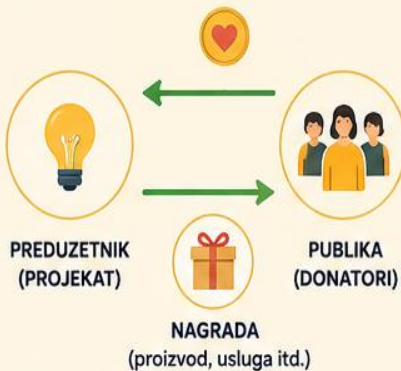 PREDUZETNIK
(PROJEKAT)
PUBLIKA
(DONATORI)
NAGRADA
(proizvod, usluga itd.)